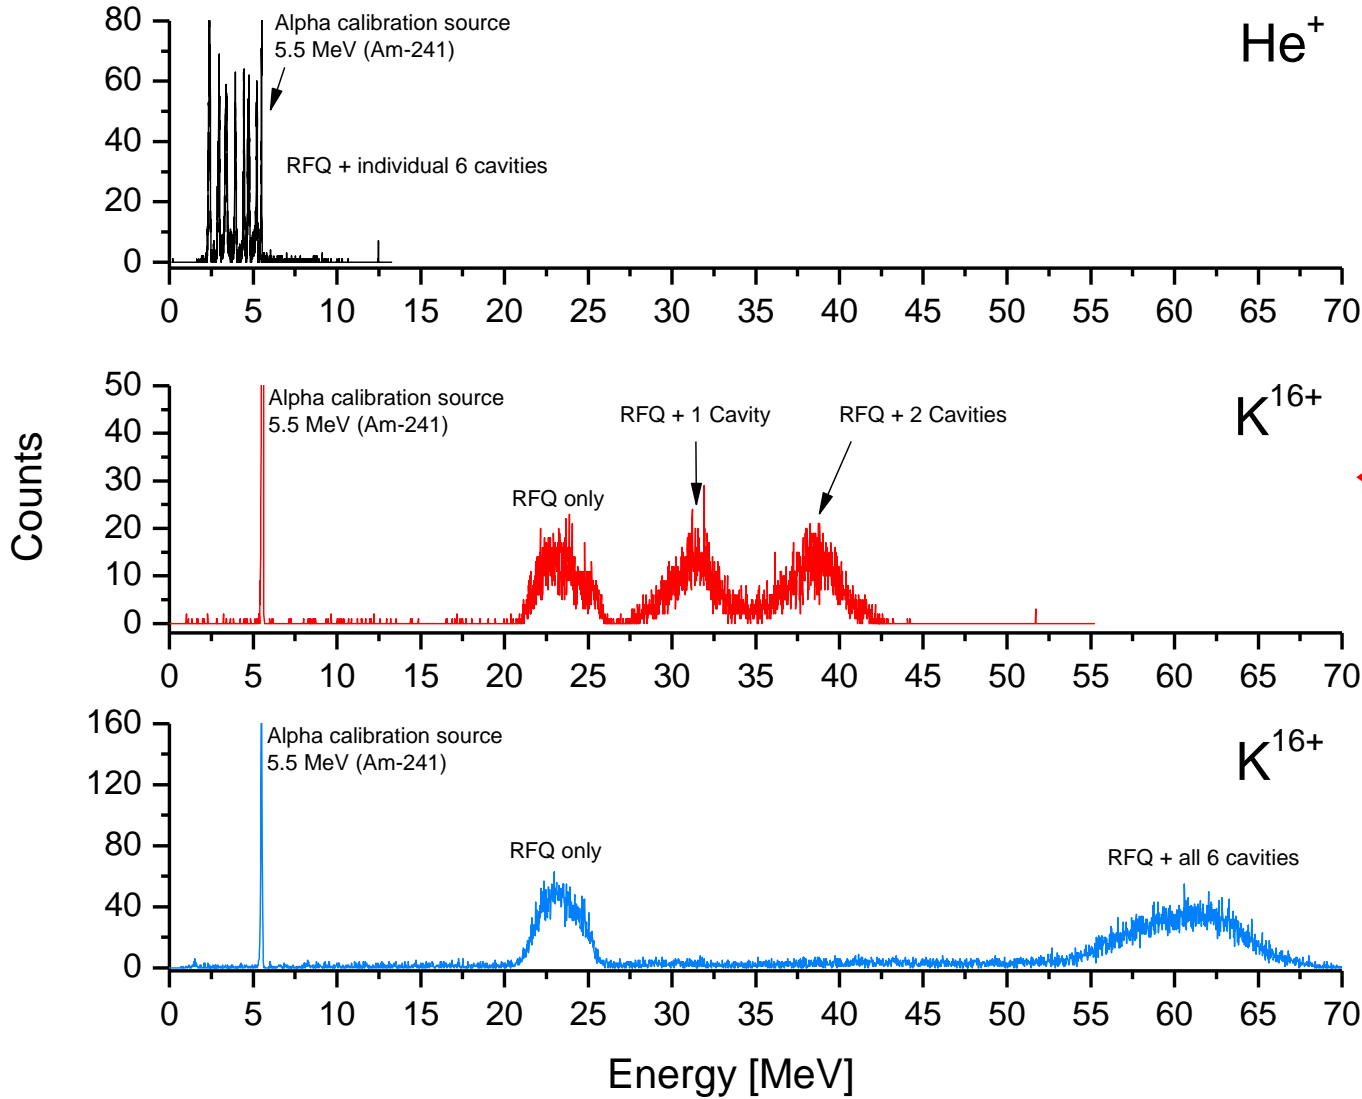 80
60
40
20
0
Alpha calibration source
5.5 MeV (Am-241)
RFQ + individual 6 cavities
He+
0 5 10 15 20 25 30 35 40 45 50 55 60 65 70
Counts
50
40
30
20
10
0
Alpha calibration source
5.5 MeV (Am-241)
RFQ only
RFQ + 1 Cavity
RFQ + 2 Cavities
K16+
0 5 10 15 20 25 30 35 40 45 50 55 60 65 70
160
120
80
40
0
Alpha calibration source
5.5 MeV (Am-241)
RFQ only
RFQ + all 6 cavities
K16+
0 5 10 15 20 25 30 35 40 45 50 55 60 65 70
Energy [MeV]